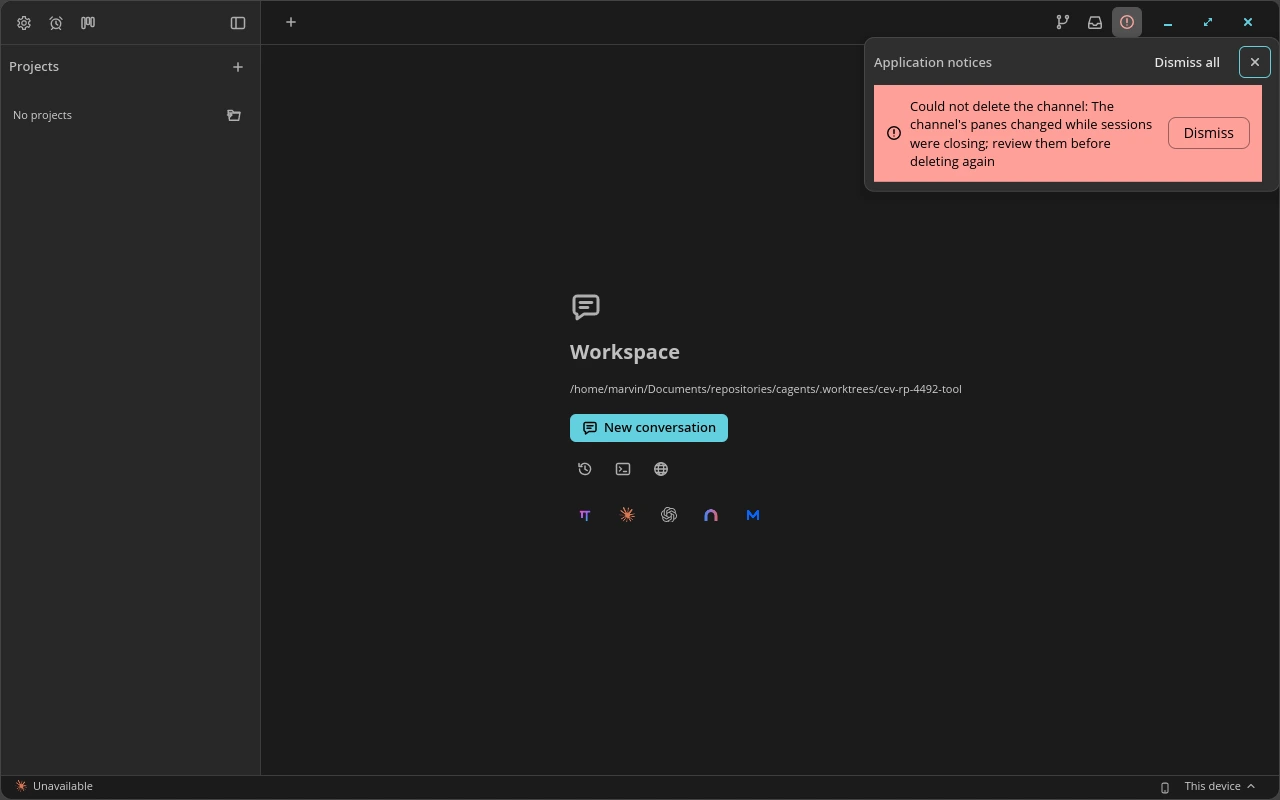 Projects
No projects
Application notices
Dismiss all
Could not delete the channel: The
channel's panes changed while sessions
were closing; review them before
deleting again
Dismiss
Workspace
/home/marvin/Documents/repositories/cagents/.worktrees/cev-rp-4492-tool
New conversation
Unavailable
This device